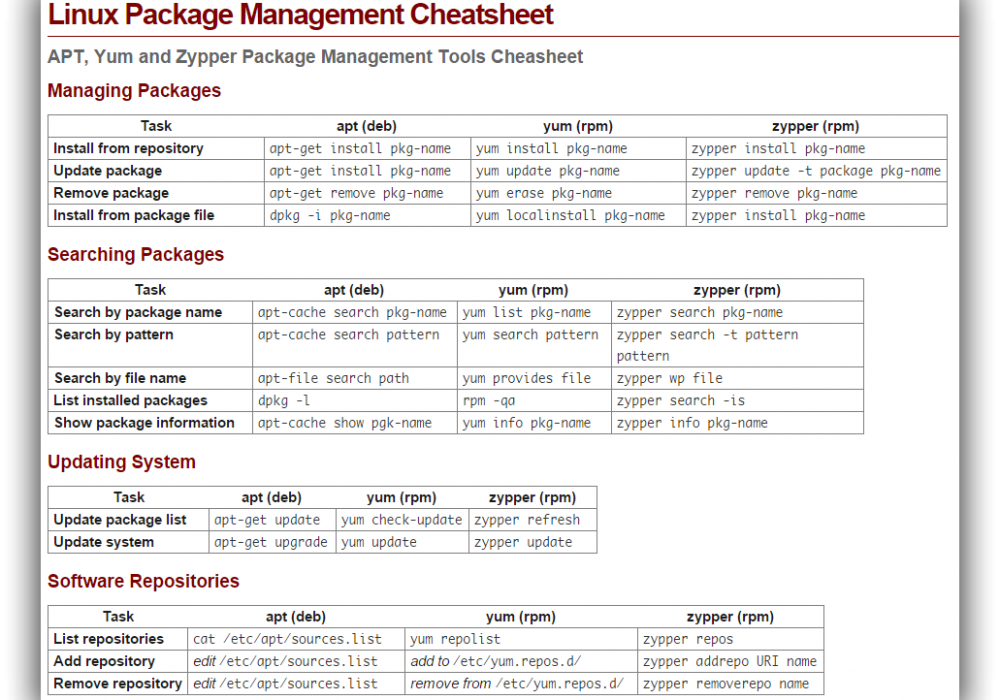 Linux Package Management Cheatsheet
APT, Yum and Zypper Package Management Tools Cheasheet
Managing Packages
Task apt (deb) yum (rpm) zypper (rpm)
Install from repository apt-get install pkg-name yum install pkg-name zypper install pkg-name
Update package apt-get install pkg-name yum update pkg-name zypper update -t package pkg-name
Remove package apt-get remove pkg-name yum erase pkg-name zypper remove pkg-name
Install from package file dpkg -i pkg-name yum localinstall pkg-name zypper install pkg-name
Searching Packages
Task apt (deb) yum (rpm) zypper (rpm)
Search by package name apt-cache search pkg-name yum list pkg-name zypper search pkg-name
Search by pattern apt-cache search pattern yum search pattern zypper search -t pattern
pattern
Search by file name apt-file search path yum provides file zypper wp file
List installed packages dpkg -l rpm -qa zypper search -is
Show package information apt-cache show pgk-name yum info pkg-name zypper info pkg-name
Updating System
Task apt (deb) yum (rpm) zypper (rpm)
Update package list apt-get update yum check-update zypper refresh
Update system apt-get upgrade yum update zypper update
Software Repositories
Task apt (deb) yum (rpm) zypper (rpm)
List repositories cat /etc/apt/sources.list yum repolist zypper repos
Add repository edit /etc/apt/sources.list add to /etc/yum.repos.d/ zypper addrepo URI name
Remove repository edit /etc/apt/sources.list remove from /etc/yum.repos.d/ zypper removerepo name